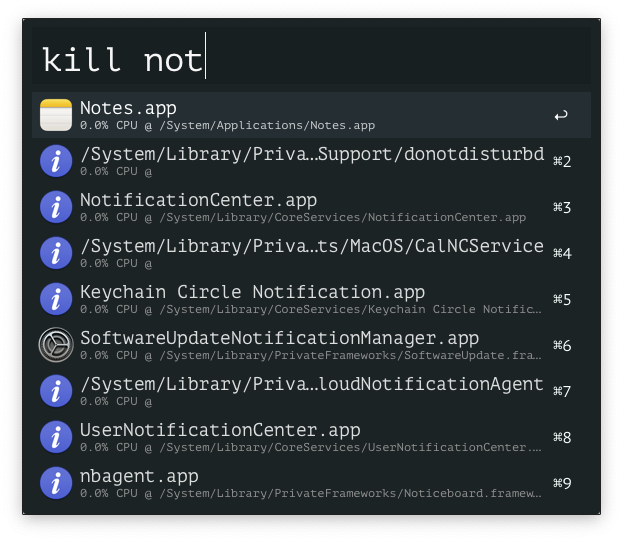 kill not
Notes.app
0.0% CPU @ /System/Applications/Notes.app
↩
/System/Library/Priva…Support/donotdisturbd
0.0% CPU @
⌘2
NotificationCenter.app
0.0% CPU @ /System/Library/CoreServices/NotificationCenter.app
⌘3
/System/Library/Priva…ts/MacOS/CalNCService
0.0% CPU @
⌘4
Keychain Circle Notification.app
0.0% CPU @ /System/Library/CoreServices/Keychain Circle Notific…
⌘5
SoftwareUpdateNotificationManager.app
0.0% CPU @ /System/Library/PrivateFrameworks/SoftwareUpdate.fra…
⌘6
/System/Library/Priva…loudNotificationAgent
0.0% CPU @
⌘7
UserNotificationCenter.app
0.0% CPU @ /System/Library/CoreServices/UserNotificationCenter.…
⌘8
nbagent.app
0.0% CPU @ /System/Library/PrivateFrameworks/Noticeboard.framew…
⌘9